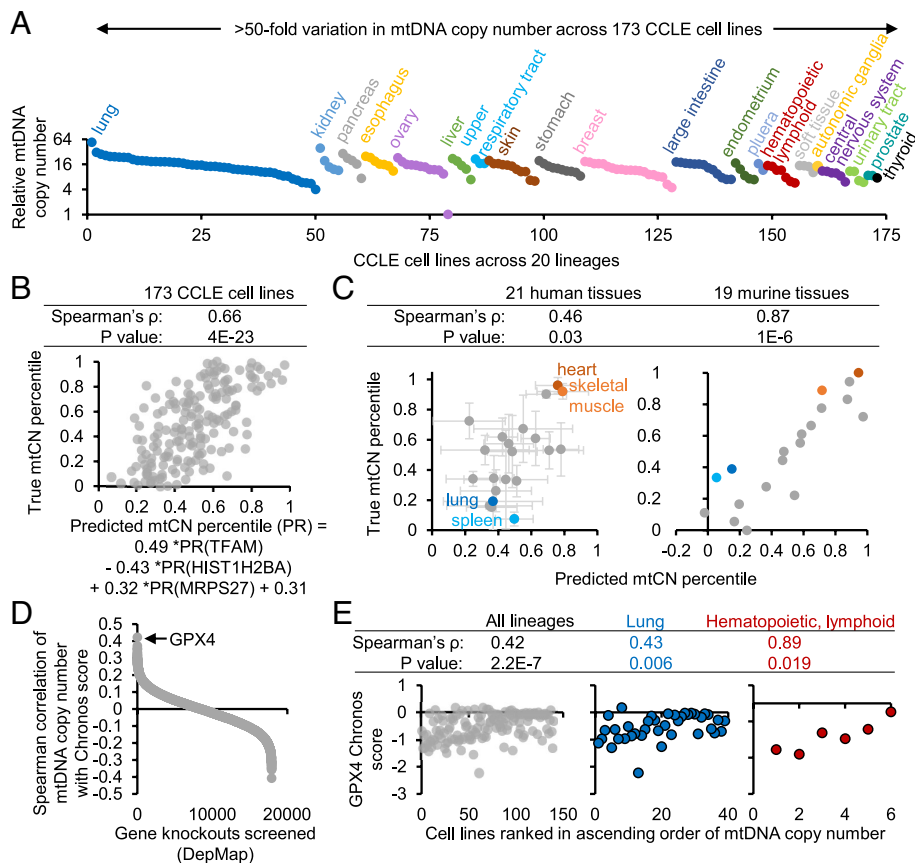 A
>50-fold variation in mtDNA copy number across 173 CCLE cell lines
Relative mtDNA
copy number
64
16
4
1
lung
kidney
pancreas
esophagus
ovary
liver
upper
respiratory tract
skin
stomach
breast
large intestine
endometrium
pluera
hematopoietic
lymphoid
soft tissue
autonomic ganglia
central
nervous system
urinary tract
prostate
thyroid
0 25 50 75 100 125 150 175
CCLE cell lines across 20 lineages
B
173 CCLE cell lines
Spearman's ρ: 0.66
P value: 4E-23
True mtCN percentile
1
0.8
0.6
0.4
0.2
0
0 0.2 0.4 0.6 0.8 1
Predicted mtCN percentile (PR) =
0.49 *PR(TFAM)
- 0.43 *PR(HIST1H2BA)
+ 0.32 *PR(MRPS27) + 0.31
C
21 human tissues 19 murine tissues
Spearman's ρ: 0.46 0.87
P value: 0.03 1E-6
True mtCN percentile
1
0.8
0.6
0.4
0.2
0
heart
skeletal
muscle
lung
spleen
0 0.2 0.4 0.6 0.8 1
1
0.8
0.6
0.4
0.2
0
-0.2 0 0.2 0.4 0.6 0.8 1
Predicted mtCN percentile
D
Spearman correlation of
mtDNA copy number
with Chronos score
0.5
0.4
0.3
0.2
0.1
0
-0.1
-0.2
-0.3
-0.4
-0.5
GPX4
0 10000 20000
Gene knockouts screened
(DepMap)
E
All lineages Lung Hematopoietic, lymphoid
Spearman's ρ: 0.42 0.43 0.89
P value: 2.2E-7 0.006 0.019
GPX4 Chronos
score
1
0
-1
-2
-3
0 50 100
0 20 40
0 2 4 6
Cell lines ranked in ascending order of mtDNA copy number